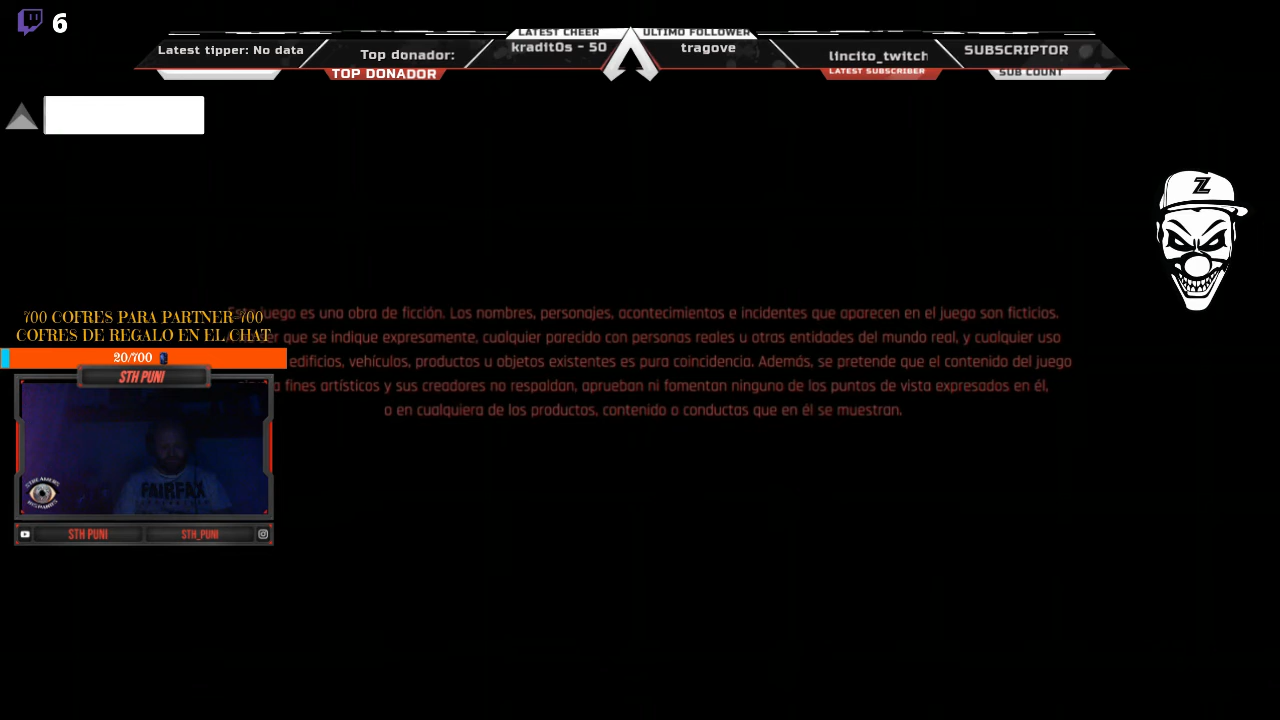 6
LATEST CHEER
ULTIMO FOLLOWER
Latest tipper: No data
Top donador:
kradit0s - 50
tragove
lincito_twitch
SUBSCRIPTOR
TOP DONADOR
LATEST SUBSCRIBER
SUB COUNT
Z
juego es una obra de ficción. Los nombres, personajes, acontecimientos e incidentes que aparecen en el juego son ficticios.
que se indique expresamente, cualquier parecido con personas reales u otras entidades del mundo real, y cualquier uso
edificios, vehículos, productos u objetos existentes es pura coincidencia. Además, se pretende que el contenido del juego
a fines artísticos y sus creadores no respaldan, aprueban ni fomentan ninguno de los puntos de vista expresados en él,
o en cualquiera de los productos, contenido o conductas que en él se muestran.
700 COFRES PARA PARTNER 700
COFRES DE REGALO EN EL CHAT
20/700
STH PUNI
FAIRFAX
STH PUNI
STH_PUNI